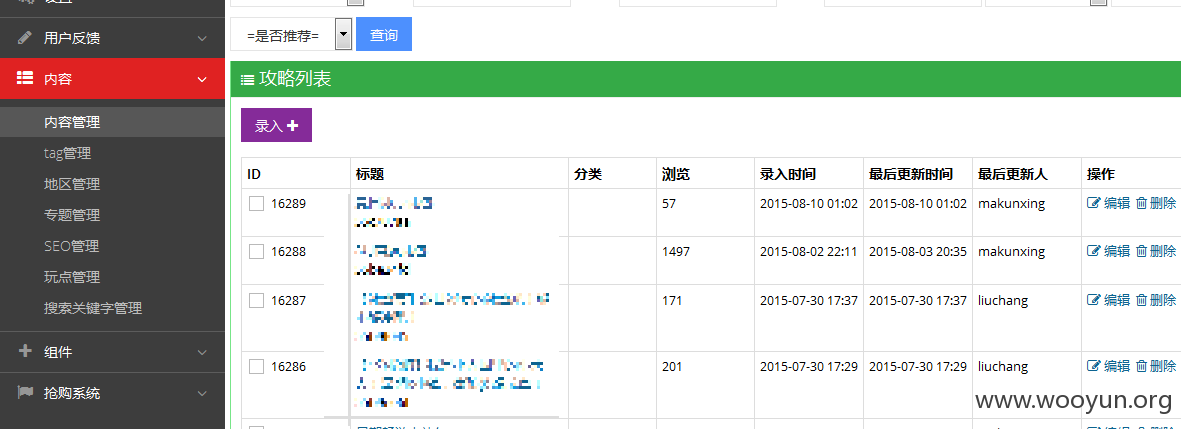 用户反馈
内容
内容管理
tag管理
地区管理
专题管理
SEO管理
玩点管理
搜索关键字管理
组件
抢购系统
=是否推荐= 查询
攻略列表
录入
ID 标题 分类 浏览 录入时间 最后更新时间 最后更新人 操作
16289 57 2015-08-10 01:02 2015-08-10 01:02 makunxing 编辑 删除
16288 1497 2015-08-02 22:11 2015-08-03 20:35 makunxing 编辑 删除
16287 171 2015-07-30 17:37 2015-07-30 17:37 liuchang 编辑 删除
16286 201 2015-07-30 17:29 2015-07-30 17:29 liuchang 编辑 删除
www.wooyun.org